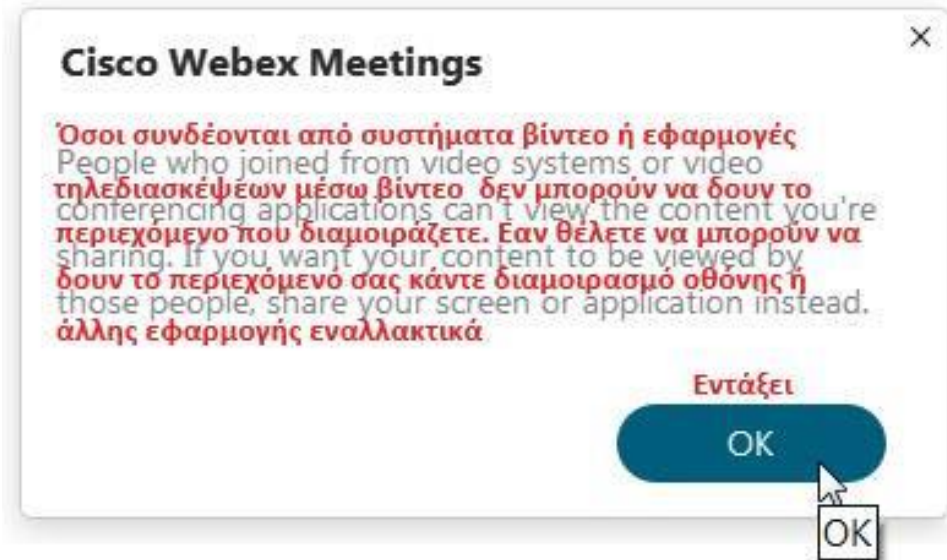 Cisco Webex Meetings
Όσοι συνδέονται από συστήματα βίντεο ή εφαρμογές
People who joined from video systems or video
τηλεδιασκέψέων μέσω βίντεο δεν μπορούν να δουν το
conferencing applications can't view the content you're
περιεχόμενο που διαμοιράζετε. Εαν θέλετε να μπορούν να
sharing. If you want your content to be viewed by
δουν το περιεχόμενό σας κάντε διαμοιρασμό οθόνης ή
those people, share your screen or application instead.
άλλης εφαρμογής εναλλακτικά
Εντάξει
OK
OK